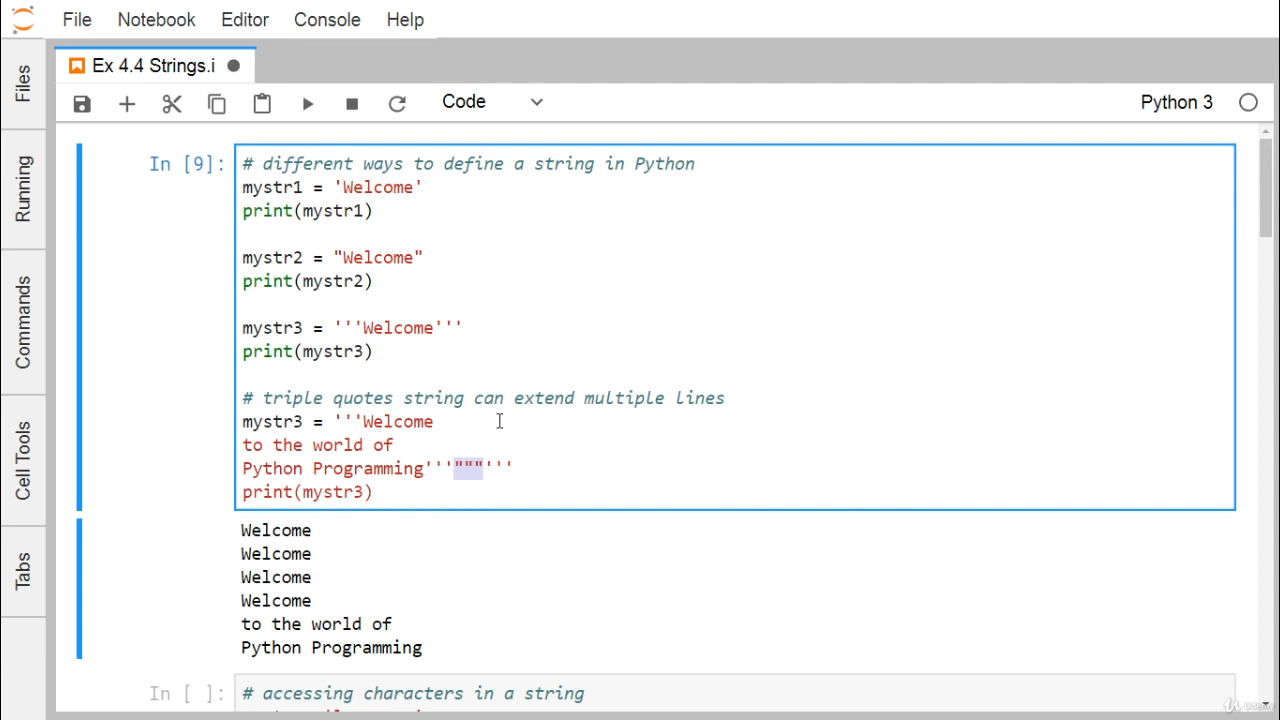 File Notebook Editor Console Help
Files
Running
Commands
Cell Tools
Tabs
Ex 4.4 Strings.i
Code
Python 3
In [9]:
# different ways to define a string in Python
mystr1 = 'Welcome'
print(mystr1)
mystr2 = "Welcome"
print(mystr2)
mystr3 = '''Welcome'''
print(mystr3)
# triple quotes string can extend multiple lines
mystr3 = '''Welcome
to the world of
Python Programming'''"""'''
print(mystr3)
Welcome
Welcome
Welcome
Welcome
to the world of
Python Programming
In [ ]:
# accessing characters in a string
Udemy